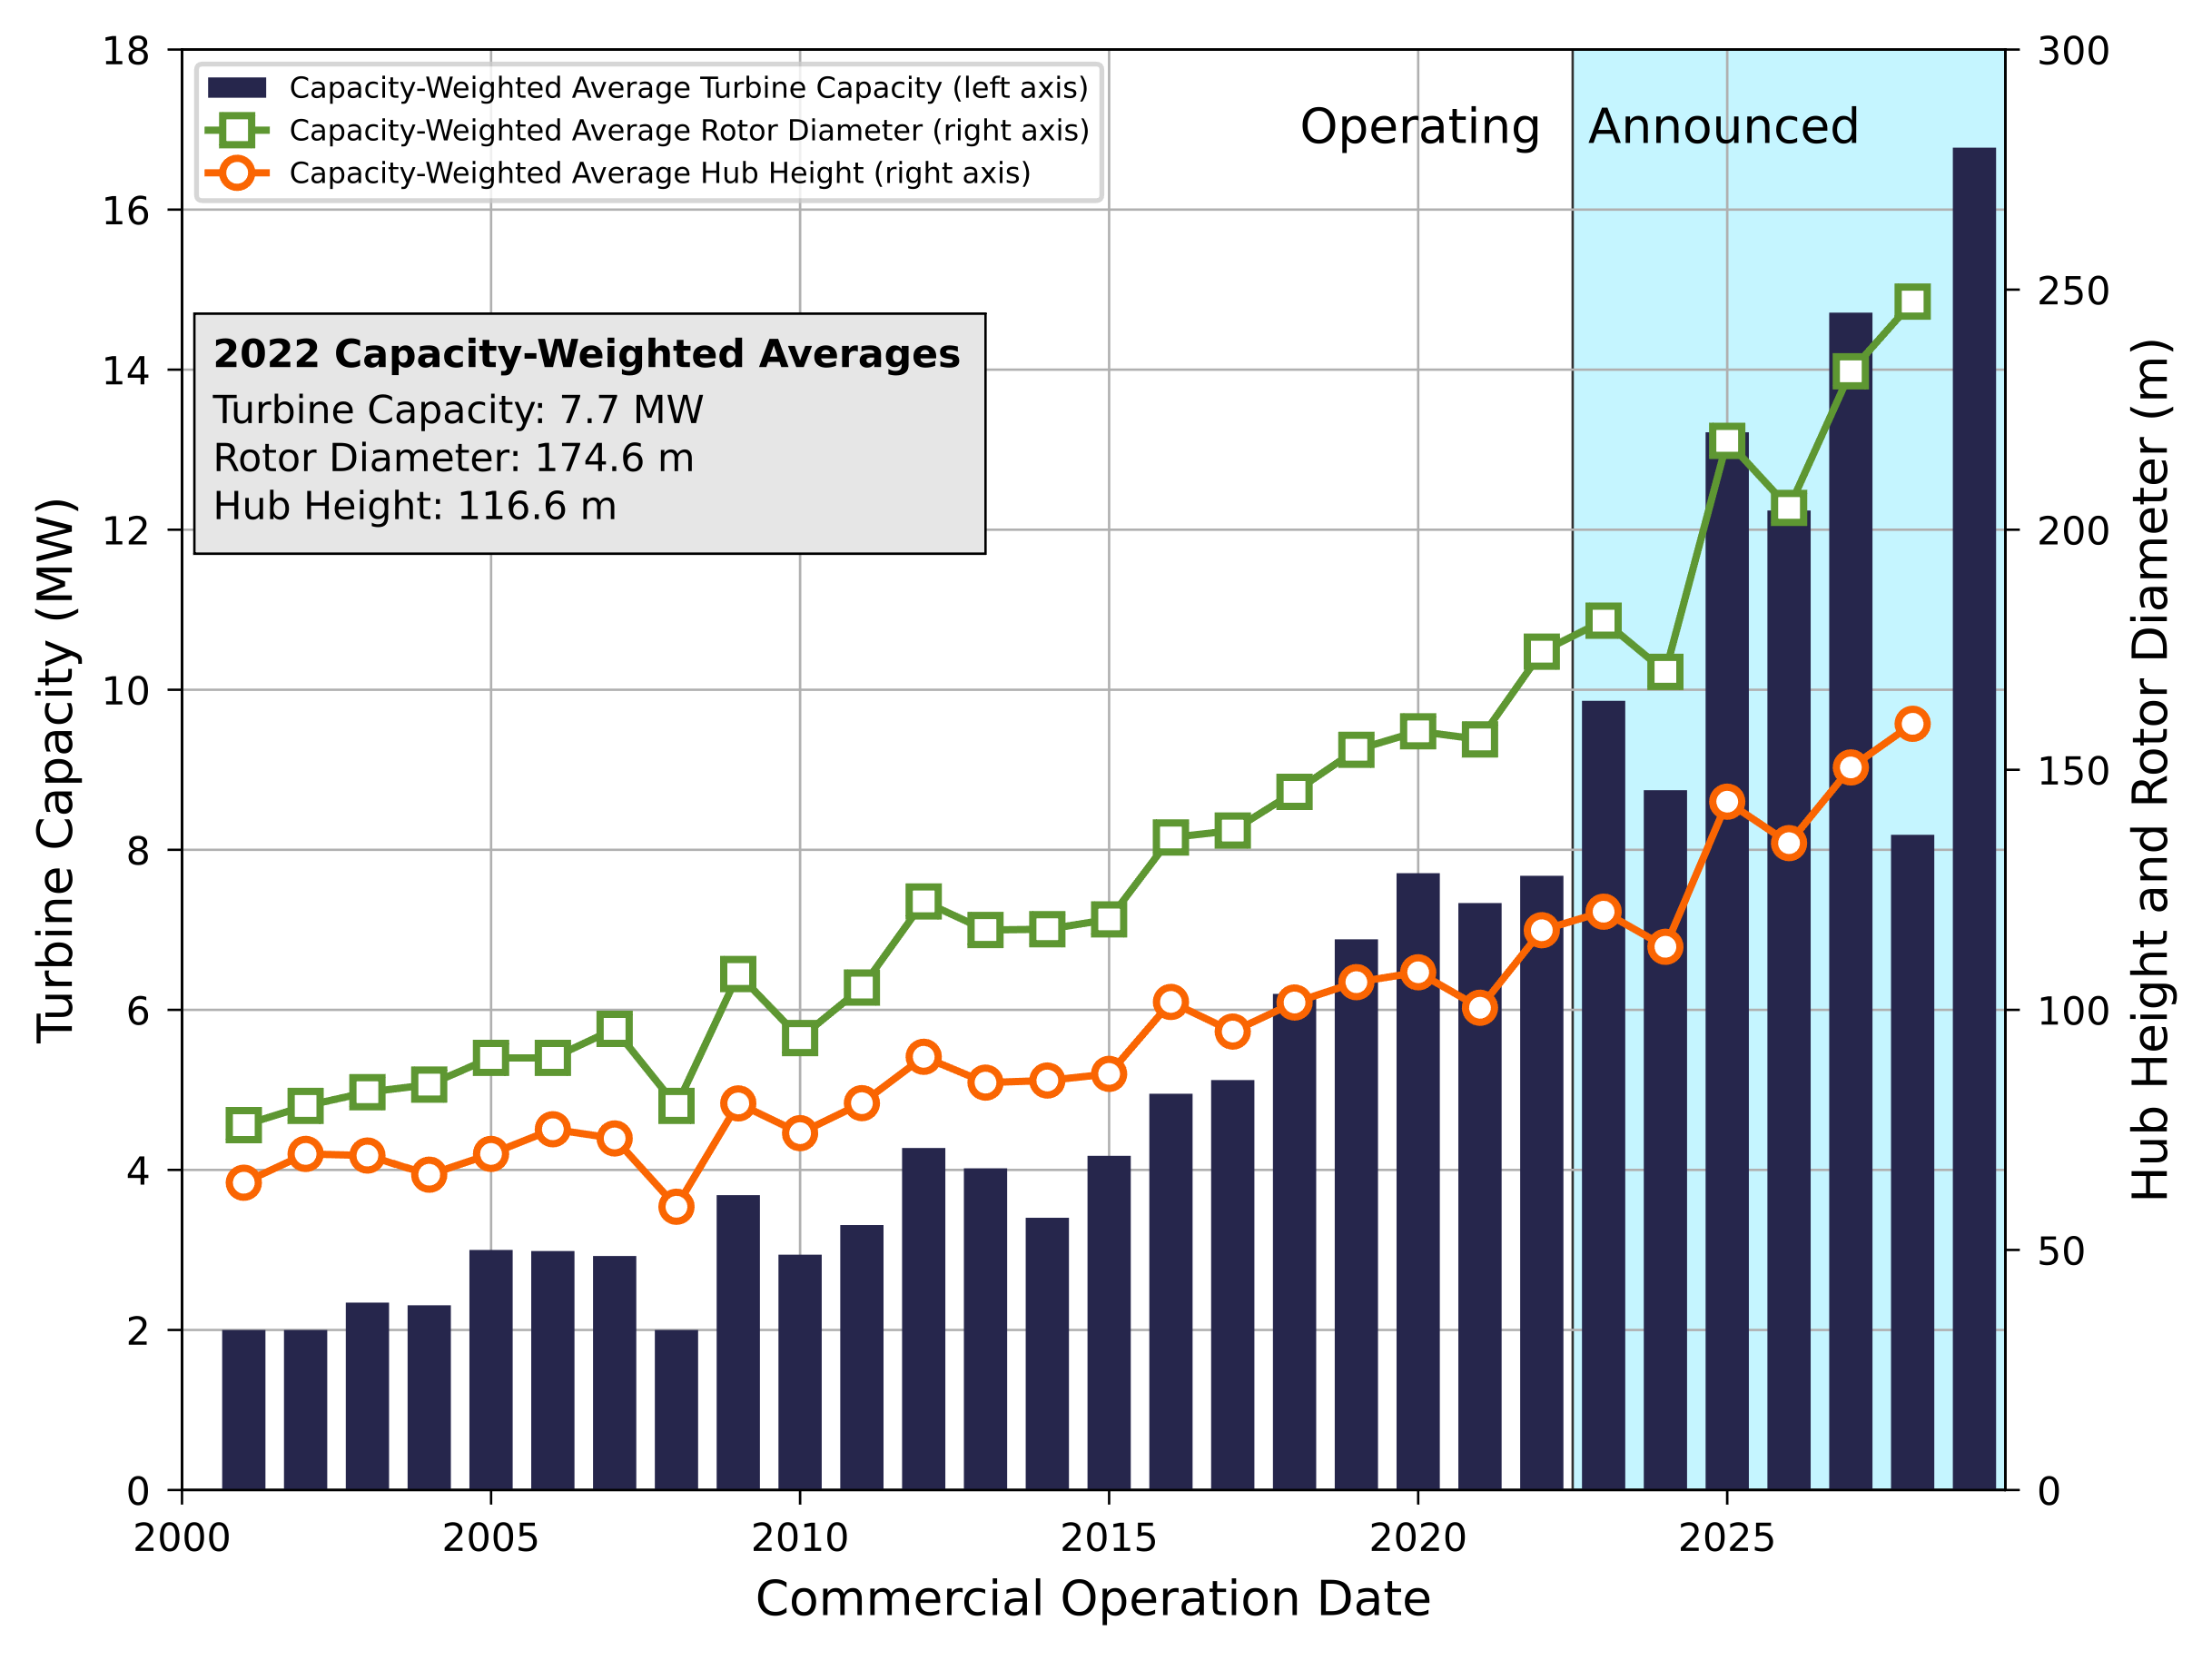 Capacity-Weighted Average Turbine Capacity (left axis)
Capacity-Weighted Average Rotor Diameter (right axis)
Capacity-Weighted Average Hub Height (right axis)
Operating
Announced
2022 Capacity-Weighted Averages
Turbine Capacity: 7.7 MW
Rotor Diameter: 174.6 m
Hub Height: 116.6 m
Turbine Capacity (MW)
18
16
14
12
10
8
6
4
2
0
300
250
200
150
100
50
0
Hub Height and Rotor Diameter (m)
2000
2005
2010
2015
2020
2025
Commercial Operation Date